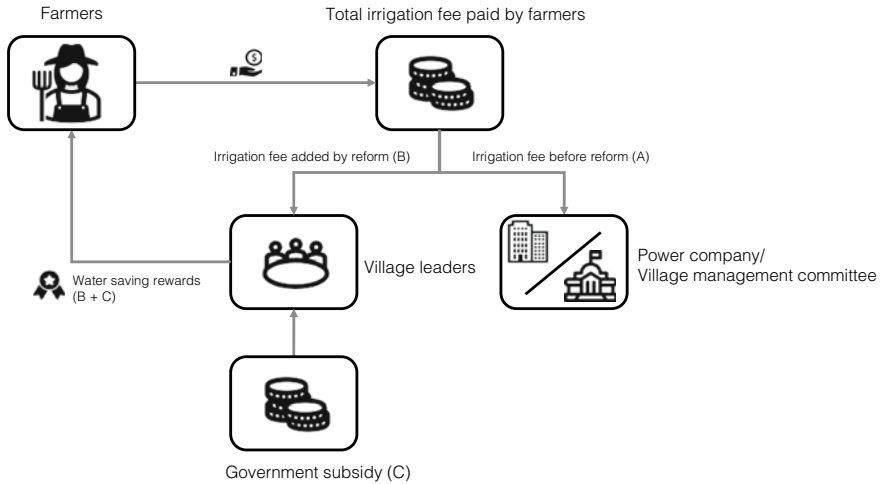 Farmers
Total irrigation fee paid by farmers
$
Irrigation fee added by reform (B)
Irrigation fee before reform (A)
Village leaders
Power company/
Village management committee
Water saving rewards
(B + C)
Government subsidy (C)